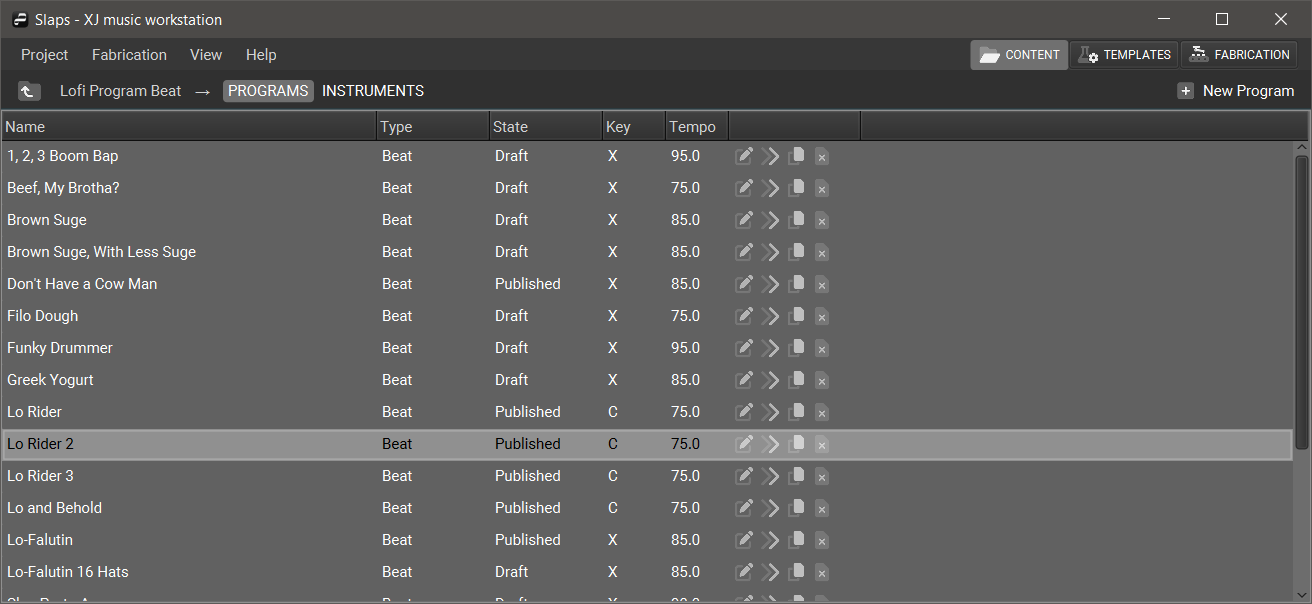 Slaps - XJ music workstation
Project Fabrication View Help CONTENT TEMPLATES FABRICATION
Lofi Program Beat → PROGRAMS INSTRUMENTS + New Program
Name Type State Key Tempo
1, 2, 3 Boom Bap Beat Draft X 95.0
Beef, My Brotha? Beat Draft X 75.0
Brown Suge Beat Draft X 85.0
Brown Suge, With Less Suge Beat Draft X 85.0
Don't Have a Cow Man Beat Published X 85.0
Filo Dough Beat Draft X 75.0
Funky Drummer Beat Draft X 95.0
Greek Yogurt Beat Draft X 85.0
Lo Rider Beat Published C 75.0
Lo Rider 2 Beat Published C 75.0
Lo Rider 3 Beat Published C 75.0
Lo and Behold Beat Published C 75.0
Lo-Falutin Beat Published X 85.0
Lo-Falutin 16 Hats Beat Draft X 85.0